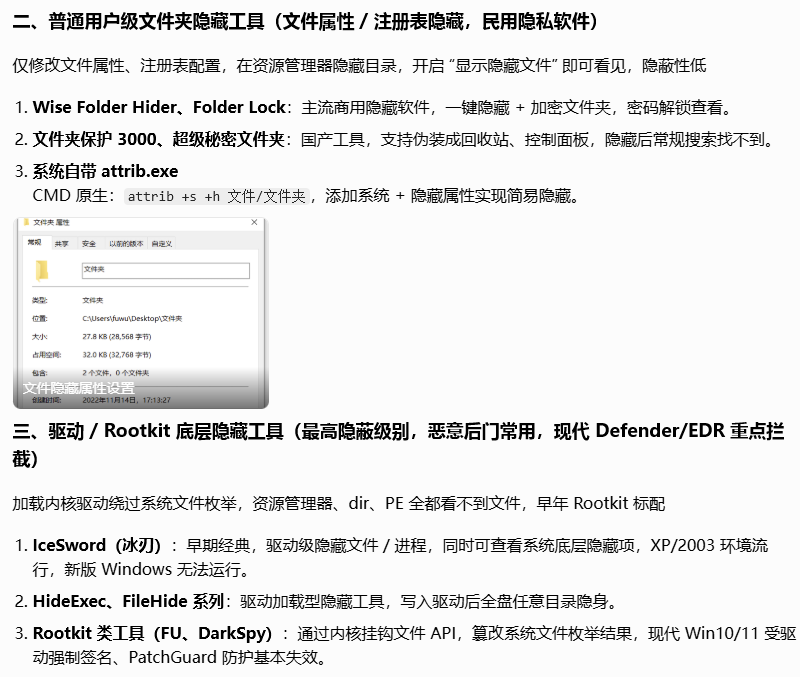 二、普通用户级文件夹隐藏工具（文件属性 / 注册表隐藏，民用隐私软件）
仅修改文件属性、注册表配置，在资源管理器隐藏目录，开启 “显示隐藏文件” 即可看见，隐蔽性低
1. Wise Folder Hider、Folder Lock：主流商用隐藏软件，一键隐藏 + 加密文件夹，密码解锁查看。
2. 文件夹保护 3000、超级秘密文件夹：国产工具，支持伪装成回收站、控制面板，隐藏后常规搜索找不到。
3. 系统自带 attrib.exe
CMD 原生：attrib +s +h 文件/文件夹，添加系统 + 隐藏属性实现简易隐藏。
文件夹 属性
常规 共享 安全 以前的版本 自定义
文件夹
类型: 文件夹
位置: C:\Users\fuwu\Desktop\文件夹
大小: 27.8 KB (28,568 字节)
占用空间: 32.0 KB (32,768 字节)
包含: 2 个文件，0 个文件夹
文件隐藏属性设置
创建时间: 2022年11月14日，17:13:27
三、驱动 / Rootkit 底层隐藏工具（最高隐蔽级别，恶意后门常用，现代 Defender/EDR 重点拦
截）
加载内核驱动绕过系统文件枚举，资源管理器、dir、PE 全都看不到文件，早年 Rootkit 标配
1. IceSword（冰刃）：早期经典，驱动级隐藏文件 / 进程，同时可查看系统底层隐藏项，XP/2003 环境流
行，新版 Windows 无法运行。
2. HideExec、FileHide 系列：驱动加载型隐藏工具，写入驱动后全盘任意目录隐身。
3. Rootkit 类工具（FU、DarkSpy）：通过内核挂钩文件 API，篡改系统文件枚举结果，现代 Win10/11 受驱
动强制签名、PatchGuard 防护基本失效。